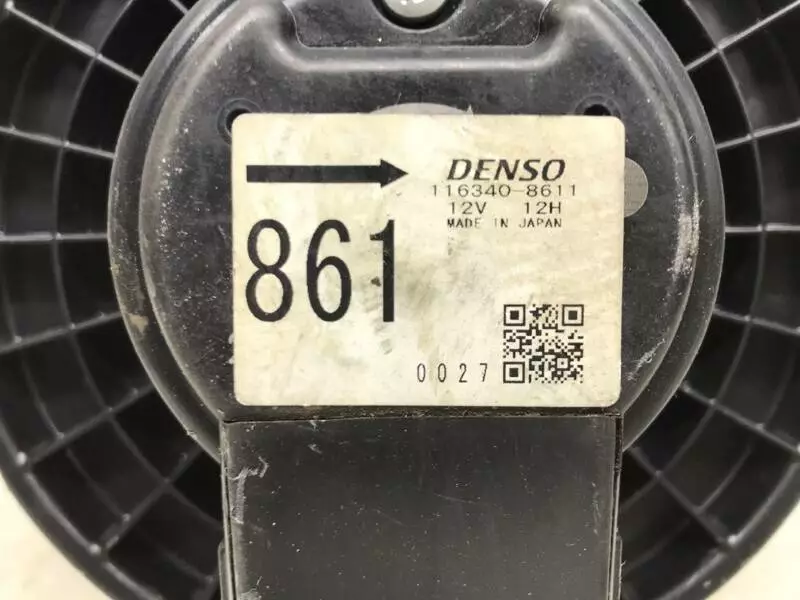 DENSO
116340-8611
12V 12H
MADE IN JAPAN
861
0027